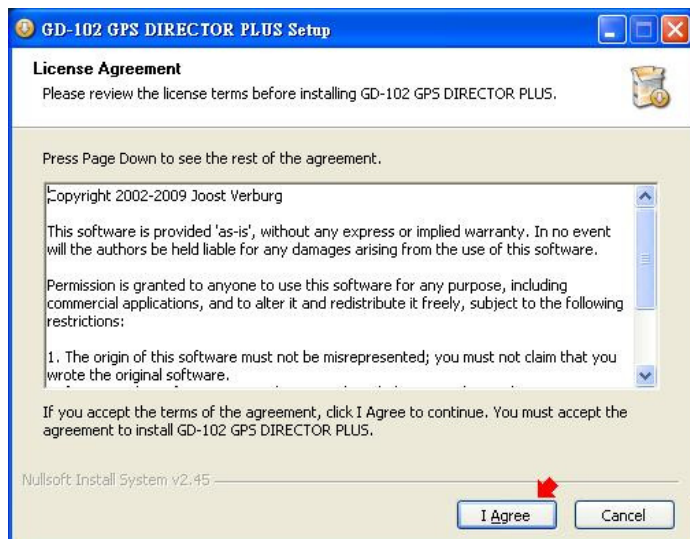 GD-102 GPS DIRECTOR PLUS Setup
License Agreement
Please review the license terms before installing GD-102 GPS DIRECTOR PLUS.
Press Page Down to see the rest of the agreement.
Copyright 2002-2009 Joost Verburg
This software is provided 'as-is', without any express or implied warranty. In no event
will the authors be held liable for any damages arising from the use of this software.
Permission is granted to anyone to use this software for any purpose, including
commercial applications, and to alter it and redistribute it freely, subject to the following
restrictions:
1. The origin of this software must not be misrepresented; you must not claim that you
wrote the original software.
If you accept the terms of the agreement, click I Agree to continue. You must accept the
agreement to install GD-102 GPS DIRECTOR PLUS.
Nullsoft Install System v2.45
I Agree
Cancel